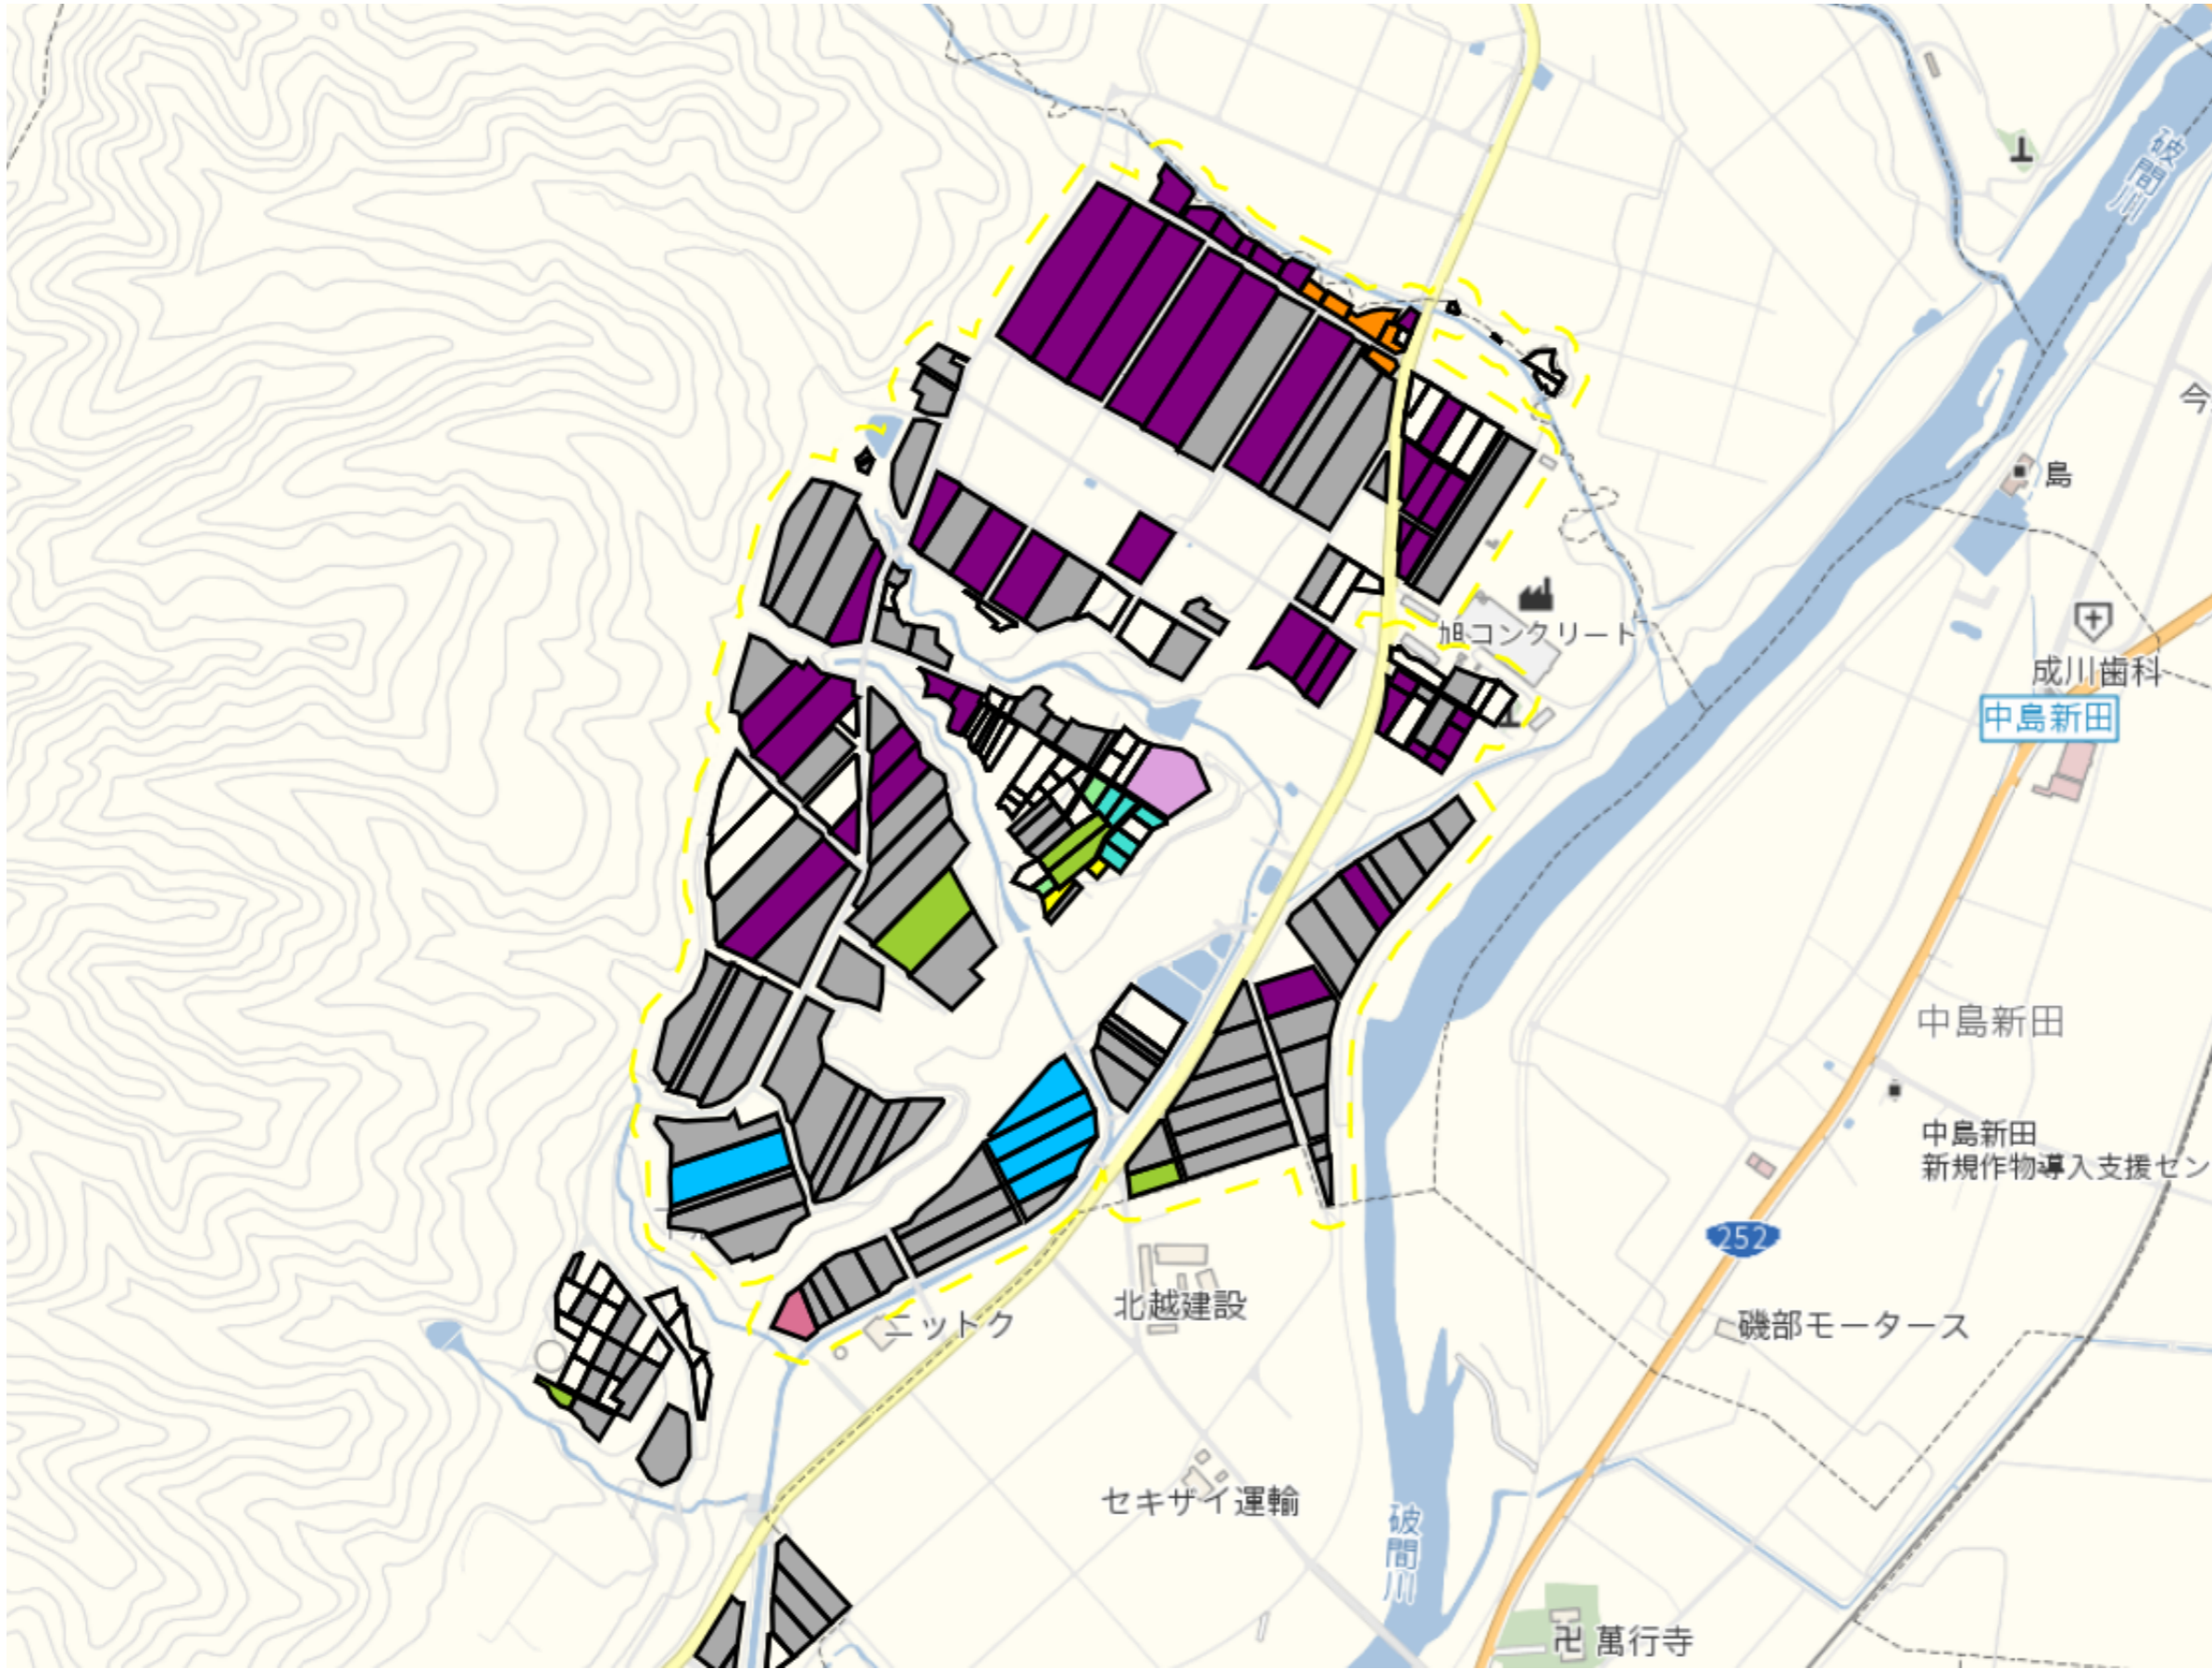 破間川
今
島
旭コンクリート
成川歯科
中島新田
中島新田
中島新田
新規作物導入支援セン
252
北越建設
ニットク
磯部モータース
セキザイ運輸
破間川
卍 萬行寺